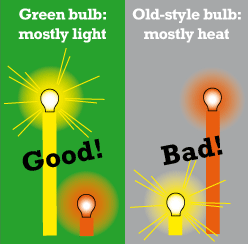 Green bulb:
mostly light
Good!
Old-style bulb:
mostly heat
Bad!